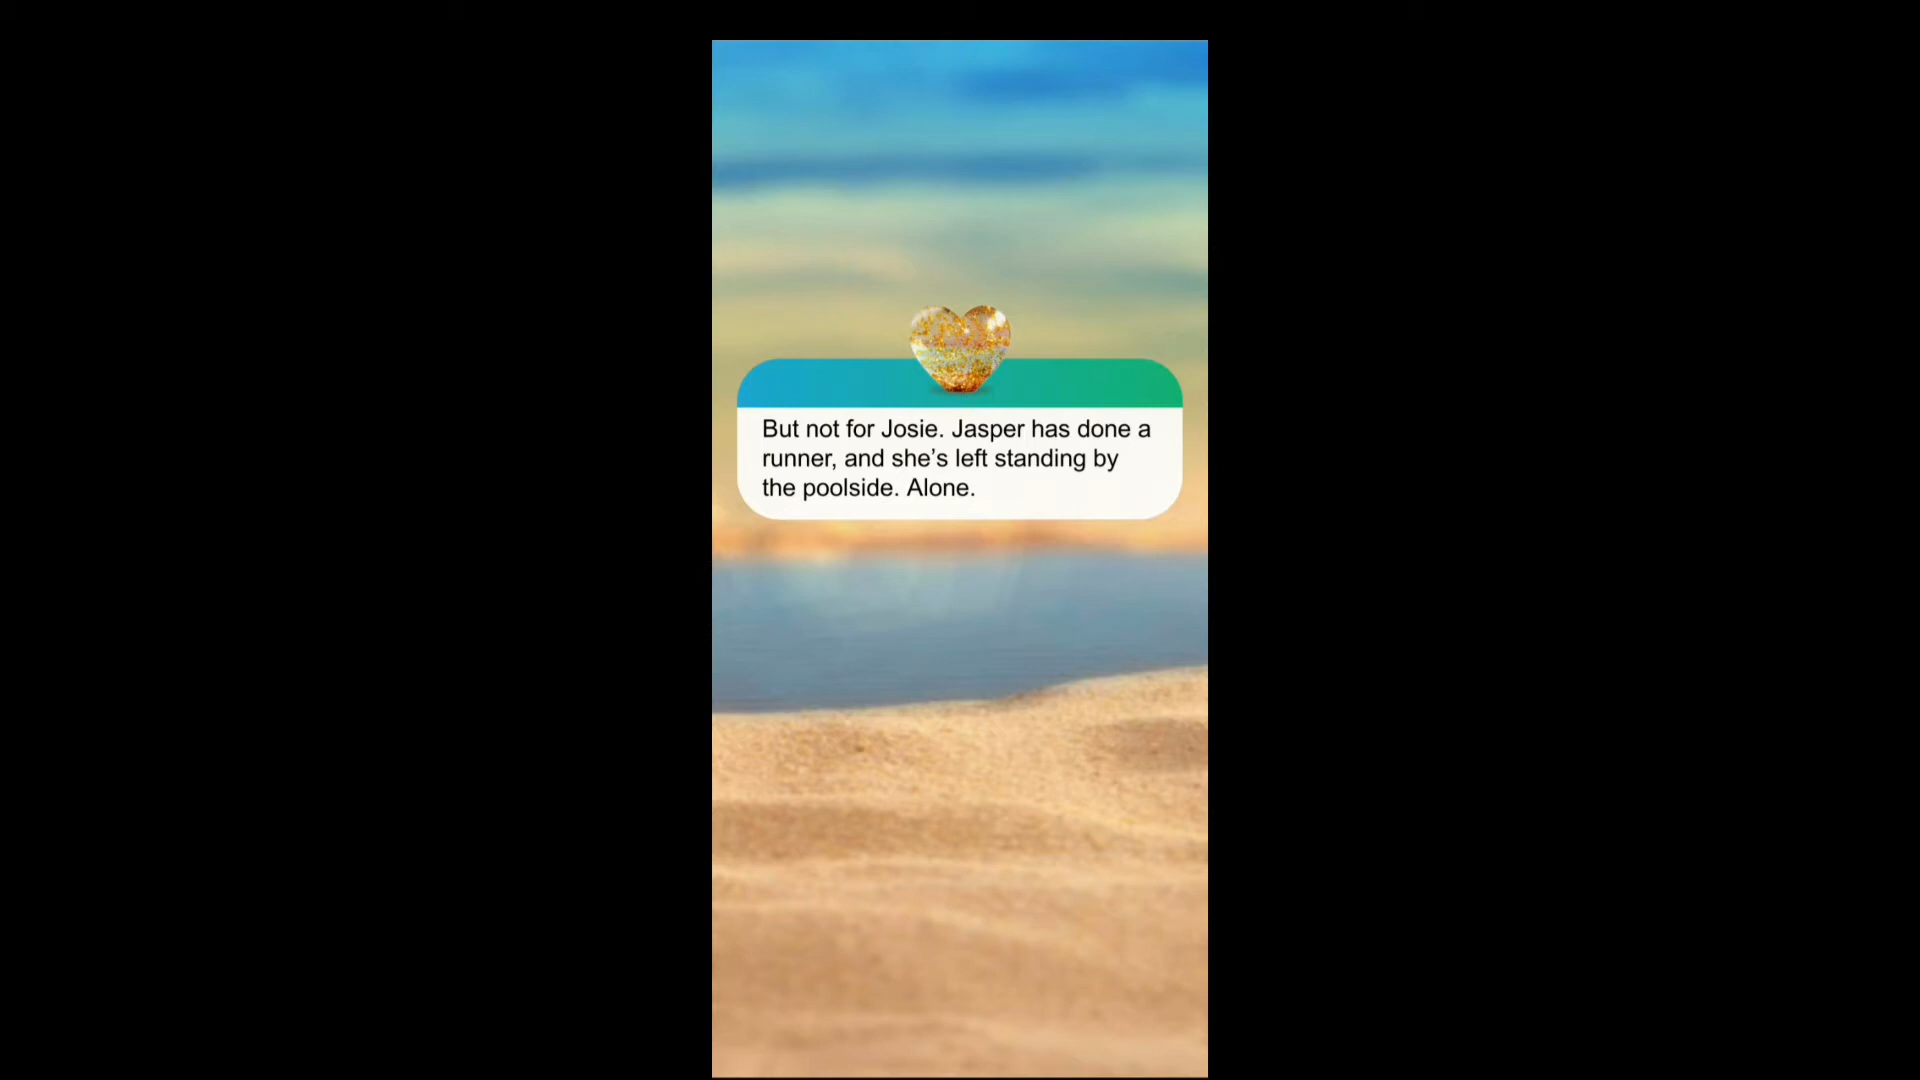 But not for Josie. Jasper has done a
runner, and she’s left standing by
the poolside. Alone.